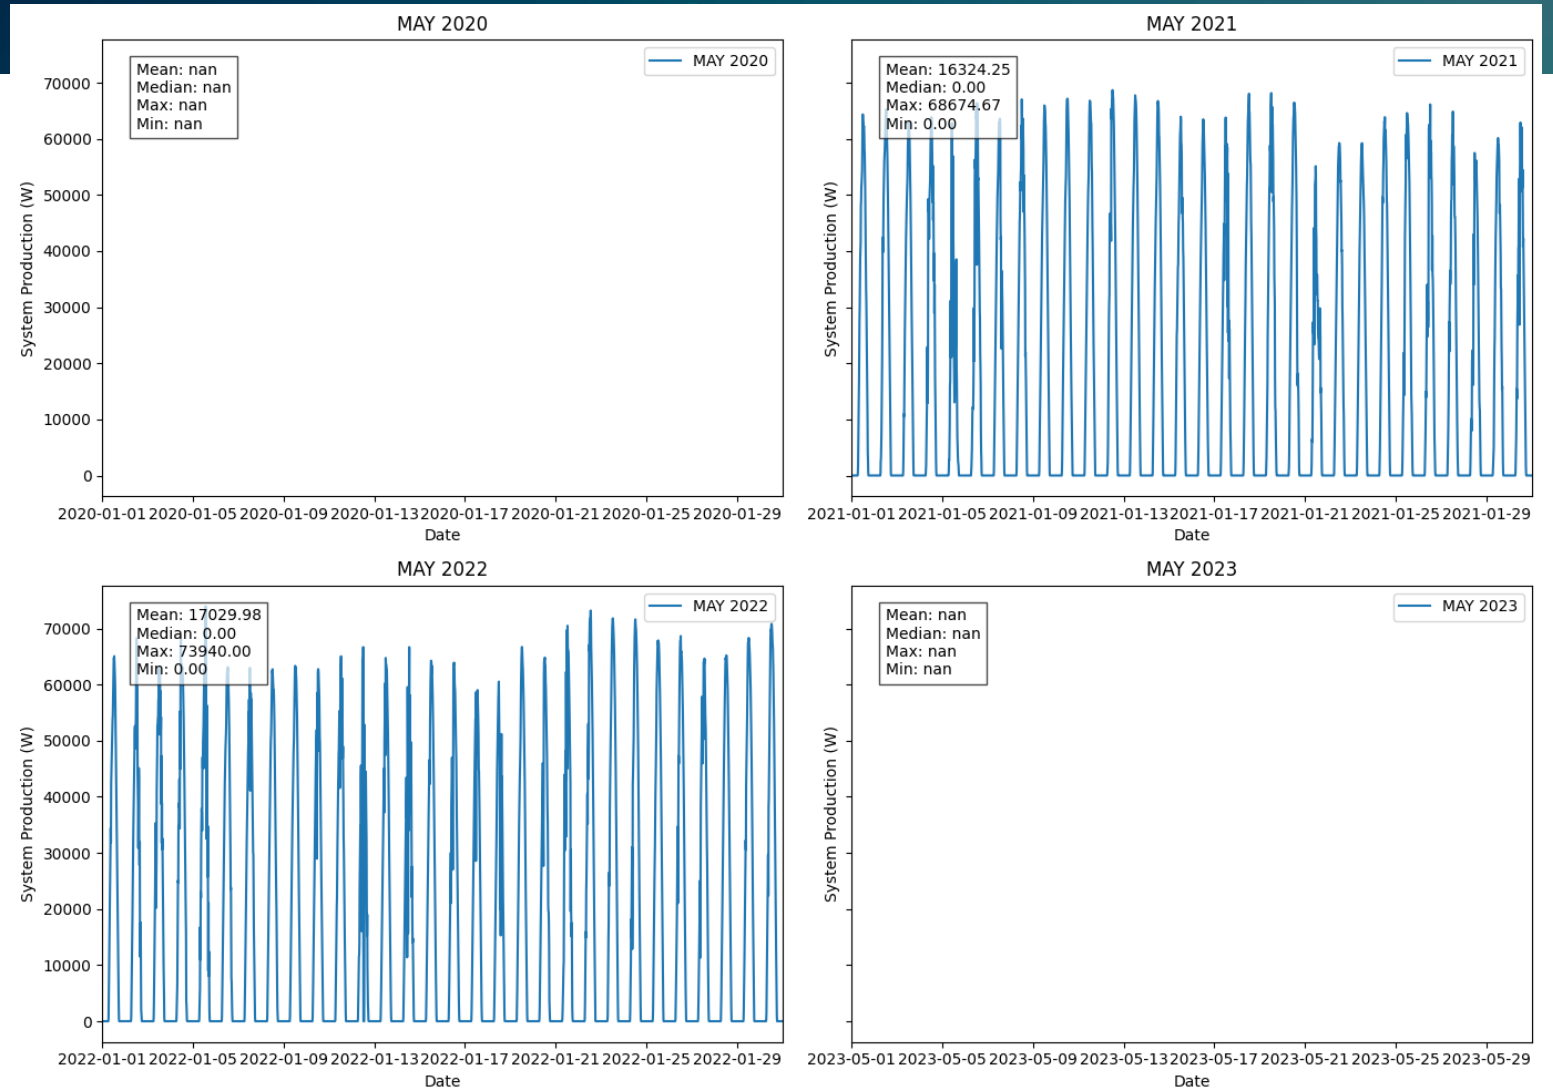 MAY 2020
MAY 2020
Mean: nan
Median: nan
Max: nan
Min: nan
70000
60000
50000
40000
30000
20000
10000
0
System Production (W)
2020-01-01 2020-01-05 2020-01-09 2020-01-13 2020-01-17 2020-01-21 2020-01-25 2020-01-29
Date
MAY 2021
MAY 2021
Mean: 16324.25
Median: 0.00
Max: 68674.67
Min: 0.00
System Production (W)
2021-01-01 2021-01-05 2021-01-09 2021-01-13 2021-01-17 2021-01-21 2021-01-25 2021-01-29
Date
MAY 2022
MAY 2022
Mean: 17029.98
Median: 0.00
Max: 73940.00
Min: 0.00
70000
60000
50000
40000
30000
20000
10000
0
System Production (W)
2022-01-01 2022-01-05 2022-01-09 2022-01-13 2022-01-17 2022-01-21 2022-01-25 2022-01-29
Date
MAY 2023
MAY 2023
Mean: nan
Median: nan
Max: nan
Min: nan
System Production (W)
2023-05-01 2023-05-05 2023-05-09 2023-05-13 2023-05-17 2023-05-21 2023-05-25 2023-05-29
Date